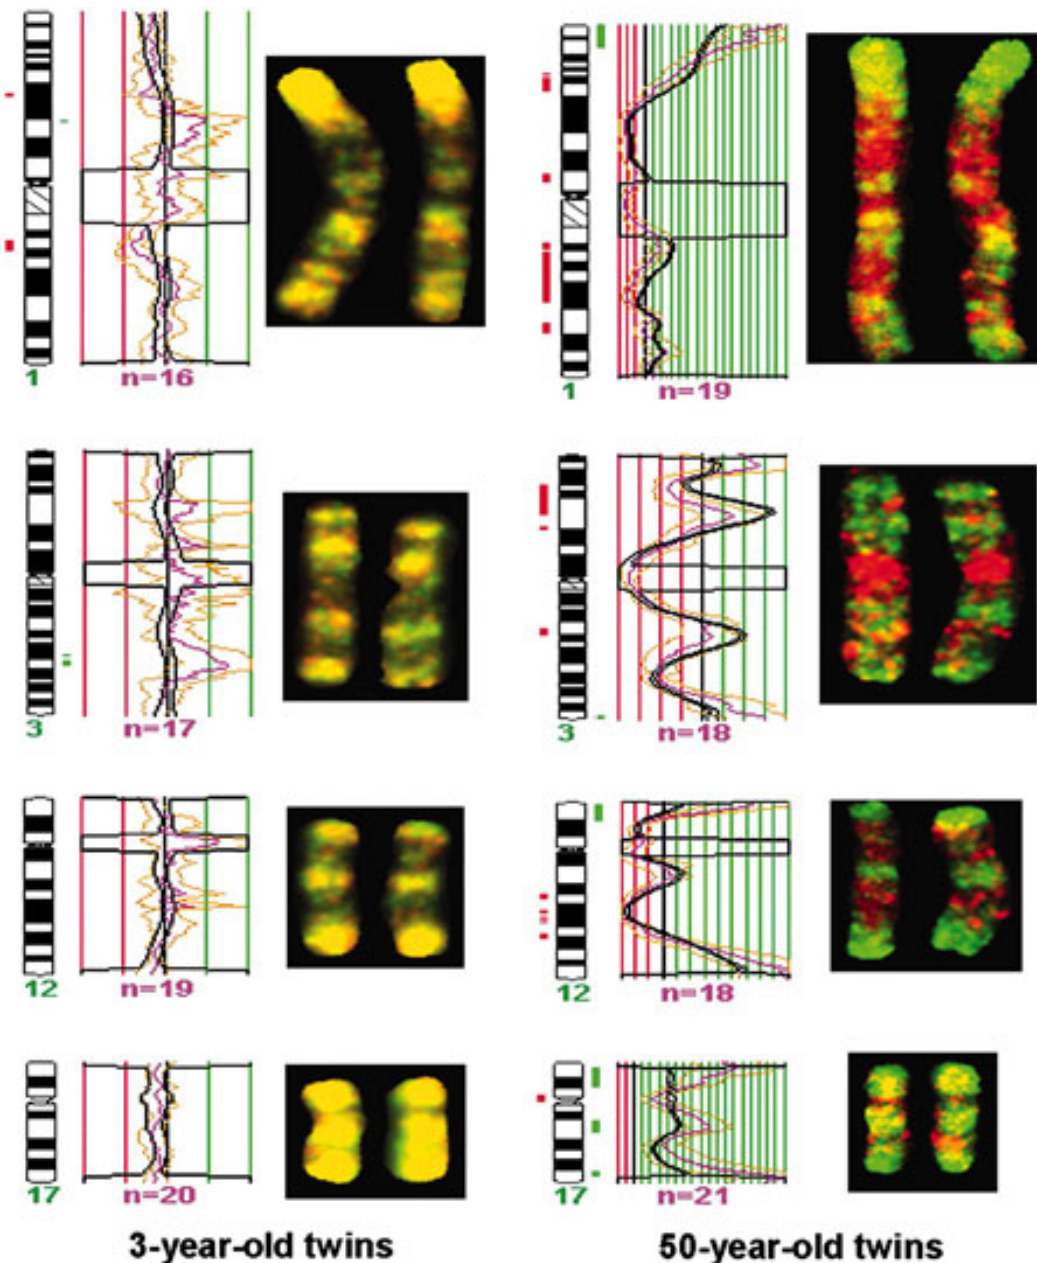 1 n=16 1 n=19
3 n=17 3 n=18
12 n=19 12 n=18
17 n=20 17 n=21
3-year-old twins 50-year-old twins